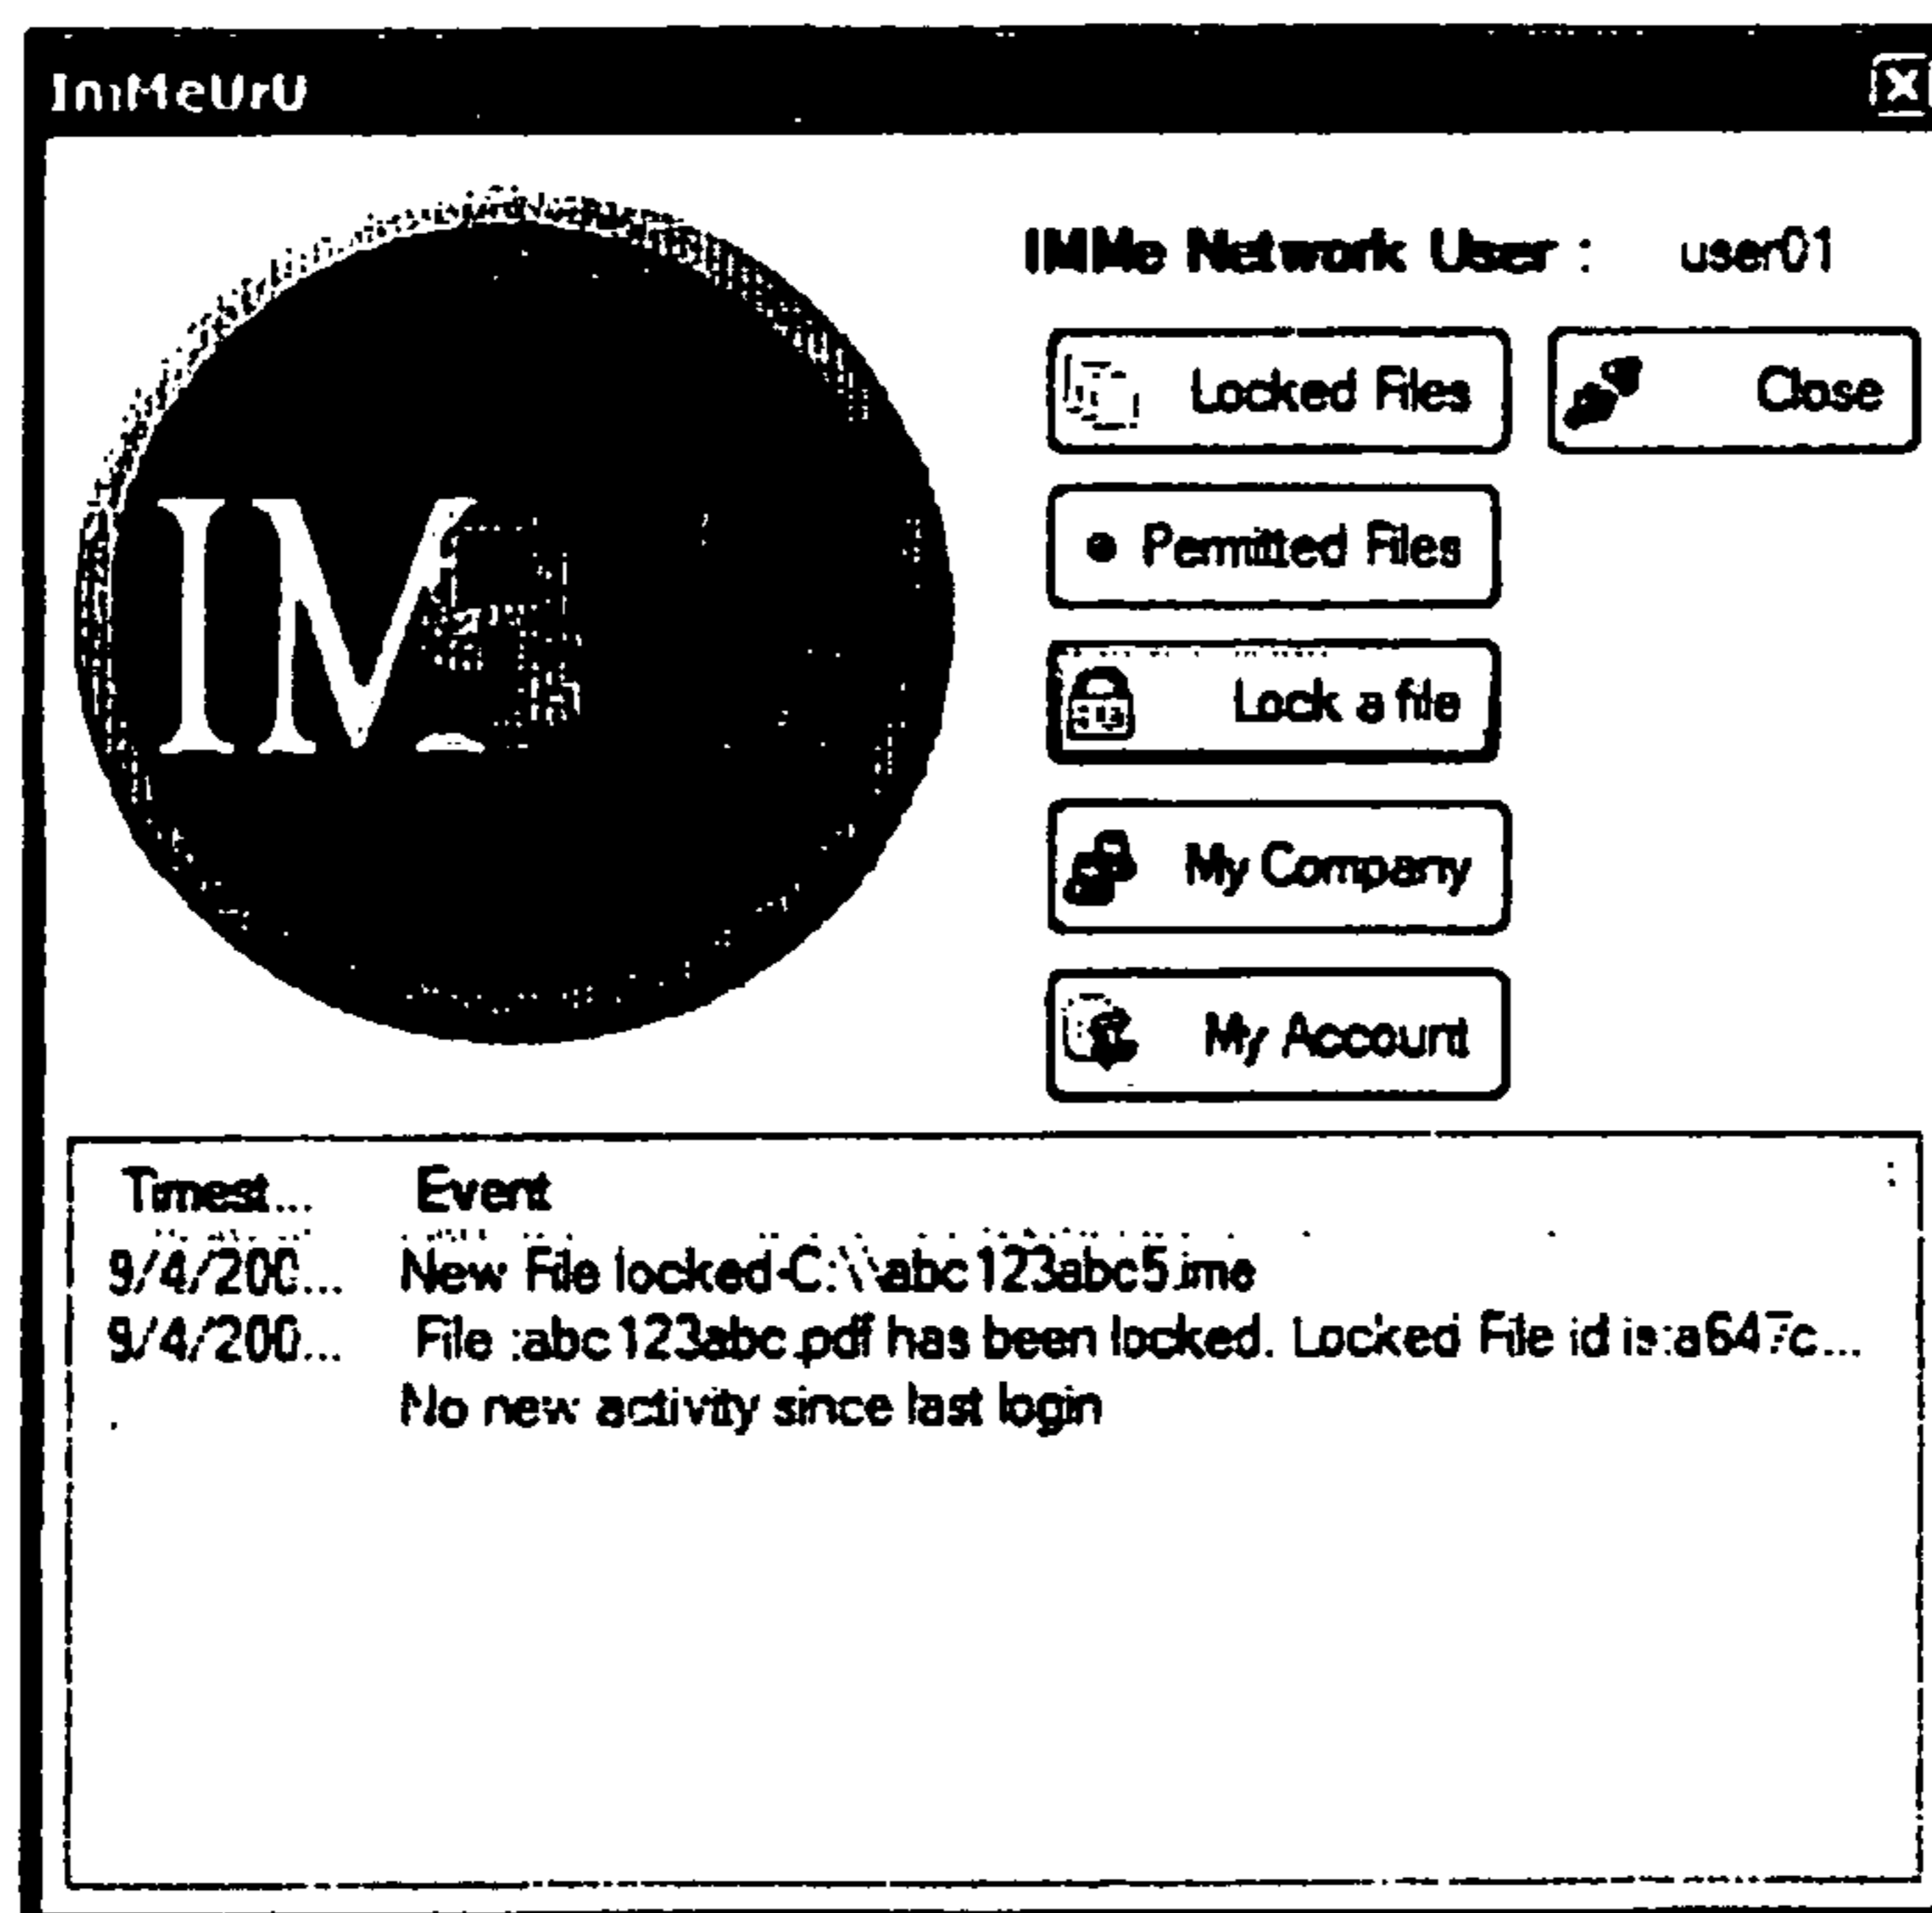 ImMeUrU
IM
IMMe Network User : user01
Locked Files
Close
Permitted Files
Lock a file
My Company
My Account
Timest... Event
9/4/200... New File locked-C:\\abc123abc5.ime
9/4/200... File :abc123abc.pdf has been locked. Locked File id is:a647c...
No new activity since last login